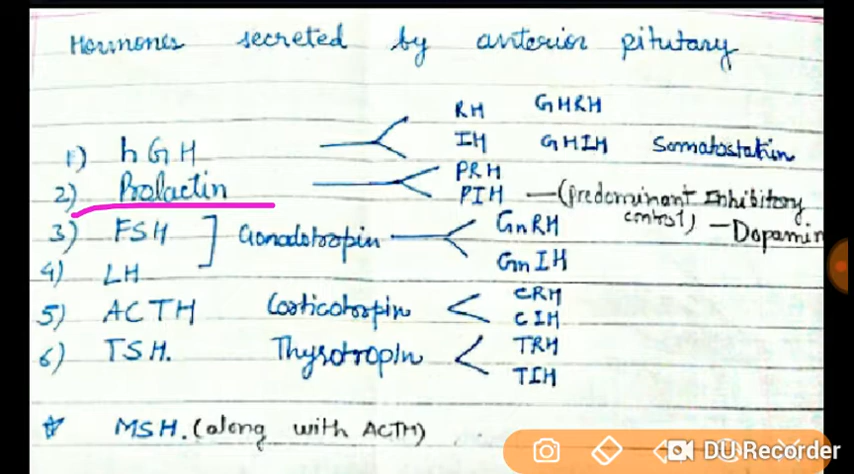 Hormones secreted by anterior pitutary
1) hGH RH GHRH
IH GHIH Somatostatin
2) Prolactin PRH
PIH — (predominant Inhibitory control) — Dopamin
3) FSH ] Gonadotropin GnRH
4) LH GnIH
5) ACTH Corticotropin < CRH
CIH
6) TSH. Thyrotropin < TRH
TIH
☆ MSH. (along with ACTH)
DU Recorder